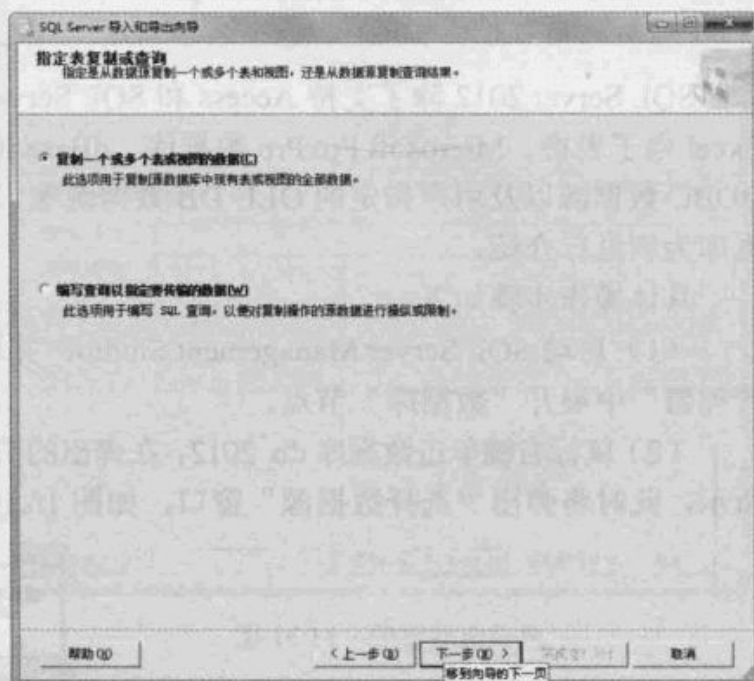 SQL Server 导入和导出向导
指定表复制或查询
指定是从数据源复制一个或多个表和视图，还是从数据源复制查询结果。
复制一个或多个表或视图的数据(C)
此选项用于复制源数据库中现有表或视图的全部数据。
编写查询以指定要传输的数据(W)
此选项用于编写 SQL 查询，以便对复制操作的源数据进行操纵或限制。
帮助(H)
<上一步(B)
下一步(N) >
取消
移到向导的下一页